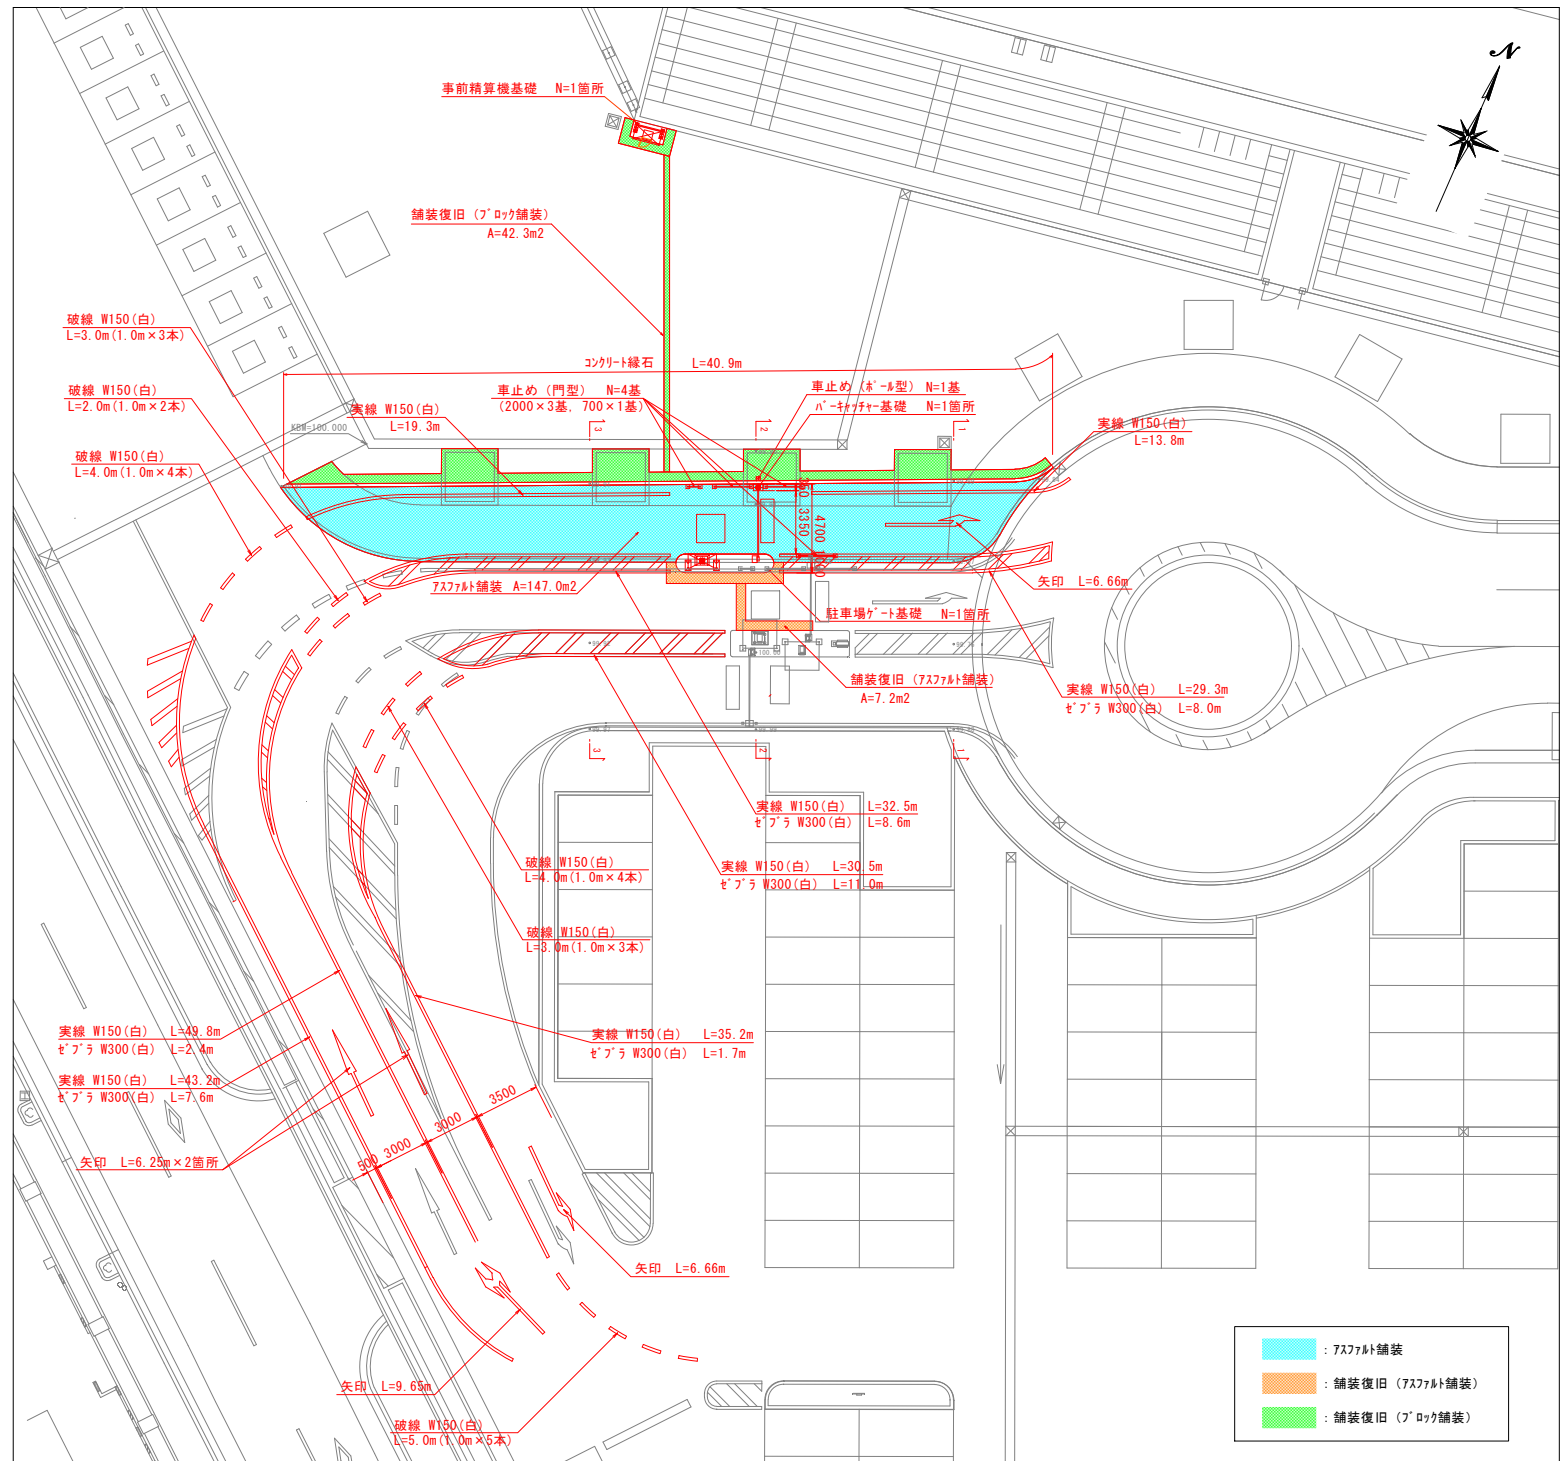 N
事前精算機基礎　N=1箇所
舗装復旧（ﾌﾞﾛｯｸ舗装）
A=42.3m2
破線 W150(白)
L=3.0m(1.0m×3本)
コンクリート縁石　L=40.9m
破線 W150(白)
L=2.0m(1.0m×2本)
車止め（門型）　N=4基
(2000×3基, 700×1基)
車止め（ﾎﾟｰﾙ型）N=1基
ﾊﾞｰｷｬｯﾁｬｰ基礎　N=1箇所
実線 W150(白)
L=19.3m
実線 W150(白)
L=13.8m
KBM=100.000
3
2
1
破線 W150(白)
L=4.0m(1.0m×4本)
3350
4700
ｱｽﾌｧﾙﾄ舗装 A=147.0m2
矢印　L=6.66m
駐車場ｹﾞｰﾄ基礎　N=1箇所
舗装復旧（ｱｽﾌｧﾙﾄ舗装）
A=7.2m2
実線 W150(白)　L=29.3m
ｾﾞﾌﾞﾗ W300(白)　L=8.0m
3
2
1
実線 W150(白)　L=32.5m
ｾﾞﾌﾞﾗ W300(白)　L=8.6m
破線 W150(白)
L=4.0m(1.0m×4本)
実線 W150(白)　L=30.5m
ｾﾞﾌﾞﾗ W300(白)　L=11.0m
破線 W150(白)
L=3.0m(1.0m×3本)
実線 W150(白)　L=49.8m
ｾﾞﾌﾞﾗ W300(白)　L=2.4m
実線 W150(白)　L=35.2m
ｾﾞﾌﾞﾗ W300(白)　L=1.7m
実線 W150(白)　L=43.2m
ｾﾞﾌﾞﾗ W300(白)　L=7.6m
矢印　L=6.25m×2箇所
500
3000
3000
3500
矢印　L=6.66m
矢印　L=9.65m
破線 W150(白)
L=5.0m(1.0m×5本)
：ｱｽﾌｧﾙﾄ舗装
：舗装復旧（ｱｽﾌｧﾙﾄ舗装）
：舗装復旧（ﾌﾞﾛｯｸ舗装）